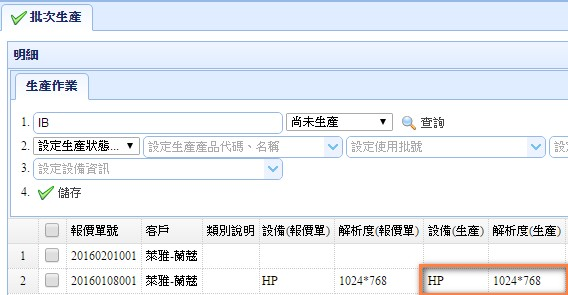 批次生產
明細
生產作業
1. IB 尚未生產 查詢
2. 設定生產狀態... 設定生產產品代碼、名稱 設定使用批號 設定
3. 設定設備資訊
4. 儲存
報價單號 客戶 類別說明 設備(報價單) 解析度(報價單) 設備(生產) 解析度(生產)
1 20160201001 萊雅-蘭蔻
2 20160108001 萊雅-蘭蔻 HP 1024*768 HP 1024*768